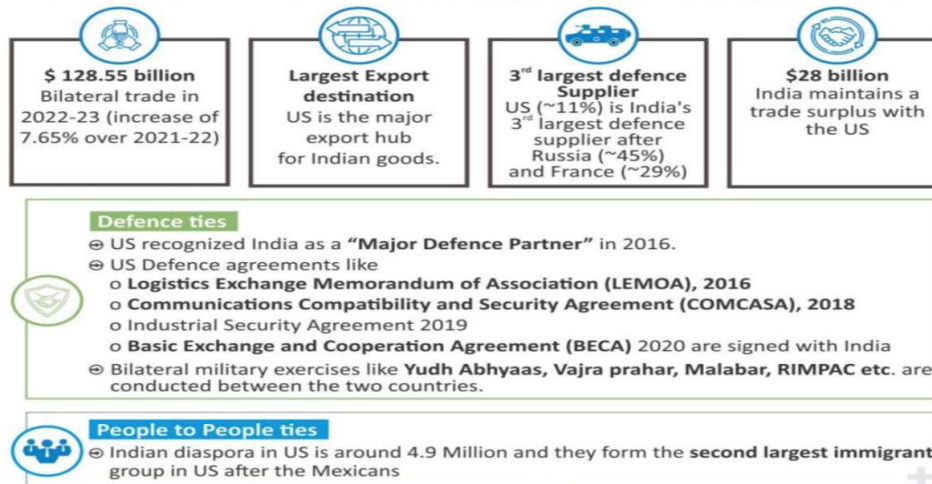 $ 128.55 billion
Bilateral trade in
2022-23 (increase of
7.65% over 2021-22)
Largest Export
destination
US is the major
export hub
for Indian goods.
3rd largest defence
Supplier
US (~11%) is India's
3rd largest defence
supplier after
Russia (~45%)
and France (~29%)
$28 billion
India maintains a
trade surplus with
the US
Defence ties
US recognized India as a “Major Defence Partner” in 2016.
US Defence agreements like
o Logistics Exchange Memorandum of Association (LEMOA), 2016
o Communications Compatibility and Security Agreement (COMCASA), 2018
o Industrial Security Agreement 2019
o Basic Exchange and Cooperation Agreement (BECA) 2020 are signed with India
Bilateral military exercises like Yudh Abhyaas, Vajra prahar, Malabar, RIMPAC etc. are
conducted between the two countries.
People to People ties
Indian diaspora in US is around 4.9 Million and they form the second largest immigrant
group in US after the Mexicans